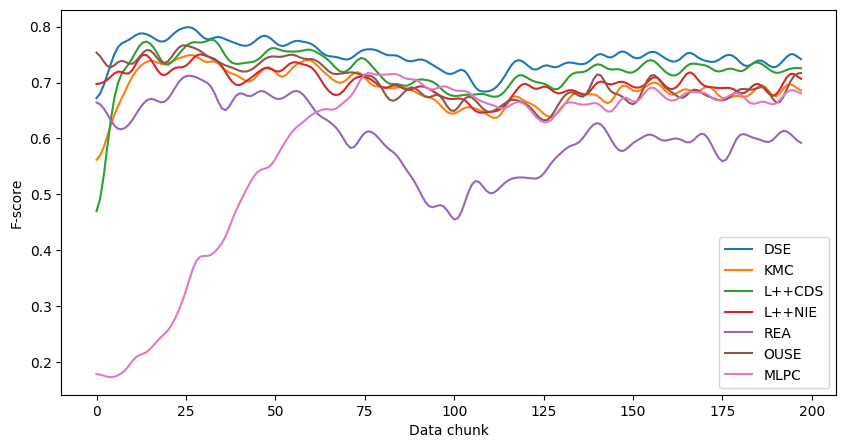 0.8
0.7
0.6
0.5
0.4
0.3
0.2
F-score
0
25
50
75
100
125
150
175
200
Data chunk
DSE
KMC
L++CDS
L++NIE
REA
OUSE
MLPC